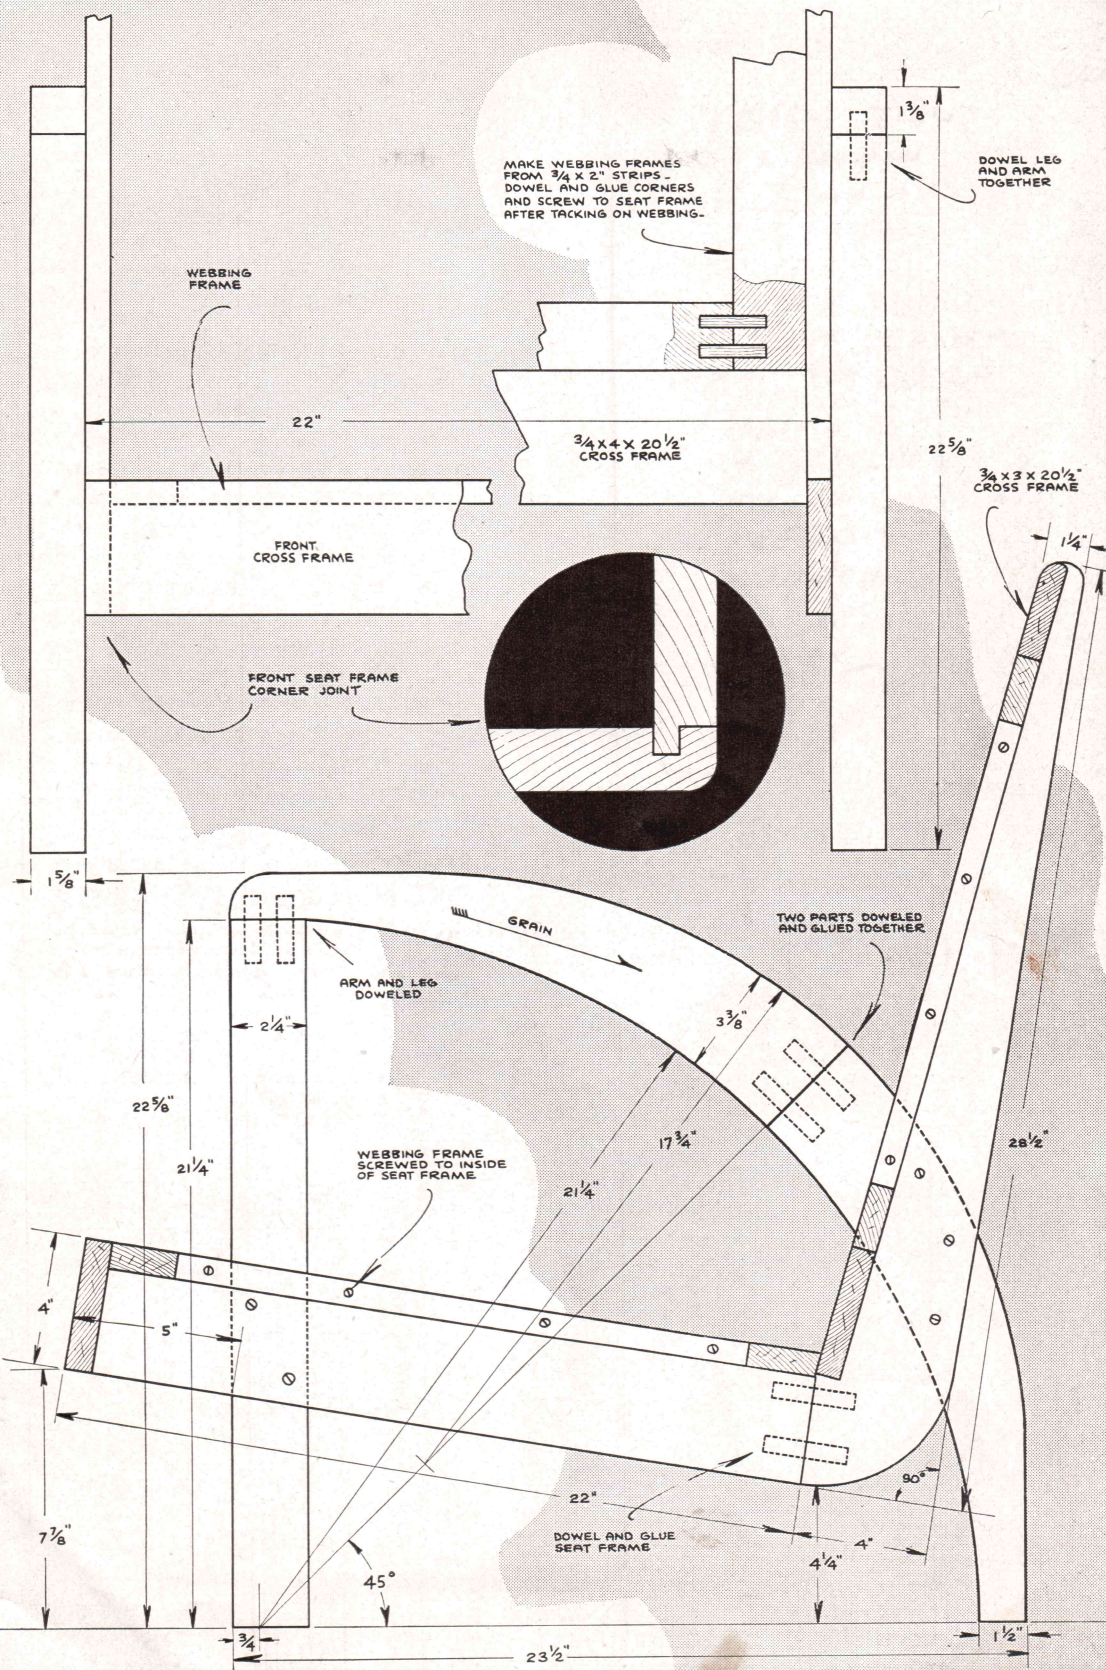 1 3/8"
DOWEL LEG
AND ARM
TOGETHER
MAKE WEBBING FRAMES
FROM 3/4 X 2" STRIPS -
DOWEL AND GLUE CORNERS
AND SCREW TO SEAT FRAME
AFTER TACKING ON WEBBING -
WEBBING
FRAME
22"
3/4 X 4 X 20 1/2"
CROSS FRAME
22 5/8"
3/4 X 3 X 20 1/2"
CROSS FRAME
1 1/4"
FRONT
CROSS FRAME
FRONT SEAT FRAME
CORNER JOINT
1 5/8"
GRAIN
TWO PARTS DOWELED
AND GLUED TOGETHER
ARM AND LEG
DOWELED
2 1/4"
3 3/8"
22 5/8"
21 1/4"
17 3/4"
28 1/2"
WEBBING FRAME
SCREWED TO INSIDE
OF SEAT FRAME
21 1/4"
4"
5"
90°
22"
7 7/8"
DOWEL AND GLUE
SEAT FRAME
4"
4 1/4"
45°
3/4
1 1/2"
23 1/2"